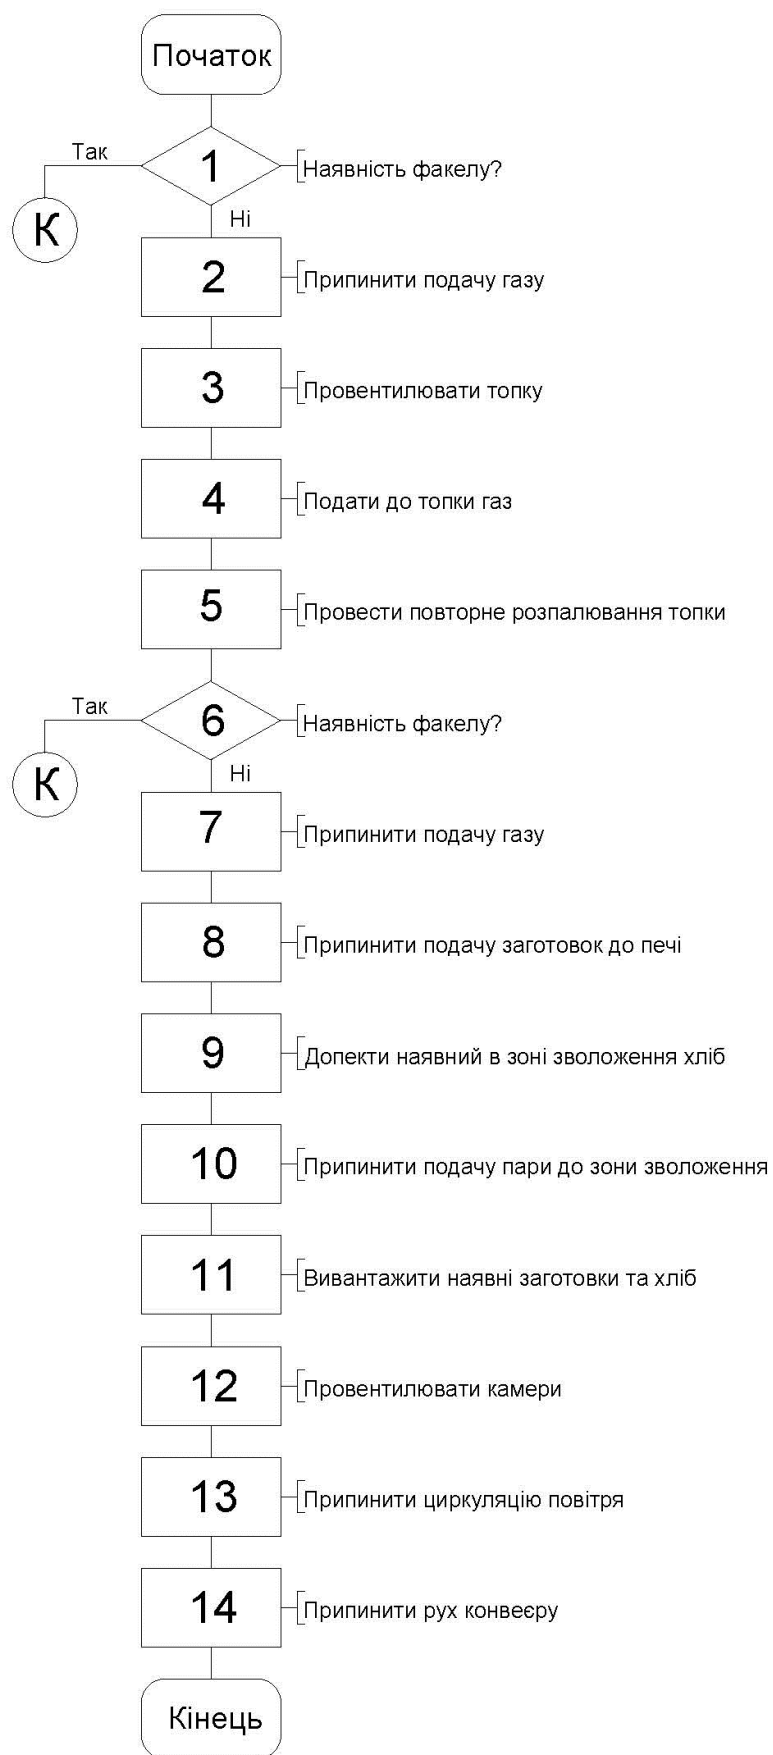 Початок
Так
1
Наявність факелу?
К
Ні
2
Припинити подачу газу
3
Провентилювати топку
4
Подати до топки газ
5
Провести повторне розпалювання топки
Так
6
Наявність факелу?
К
Ні
7
Припинити подачу газу
8
Припинити подачу заготовок до печі
9
Допекти наявний в зоні зволоження хліб
10
Припинити подачу пари до зони зволоження
11
Вивантажити наявні заготовки та хліб
12
Провентилювати камери
13
Припинити циркуляцію повітря
14
Припинити рух конвеєру
Кінець